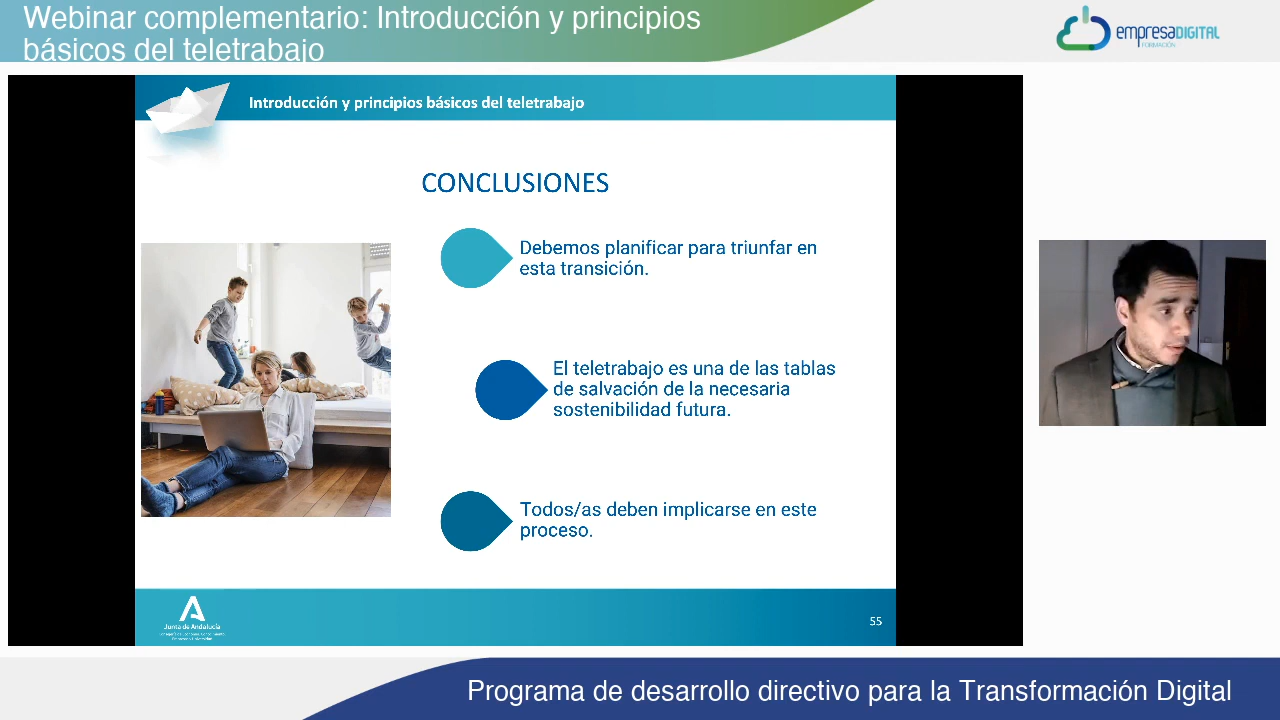 Webinar complementario: Introducción y principios
básicos del teletrabajo
empresaDIGITAL
FORMACIÓN
Introducción y principios básicos del teletrabajo
CONCLUSIONES
Debemos planificar para triunfar en
esta transición.
El teletrabajo es una de las tablas
de salvación de la necesaria
sostenibilidad futura.
Todos/as deben implicarse en este
proceso.
Junta de Andalucía
55
Programa de desarrollo directivo para la Transformación Digital